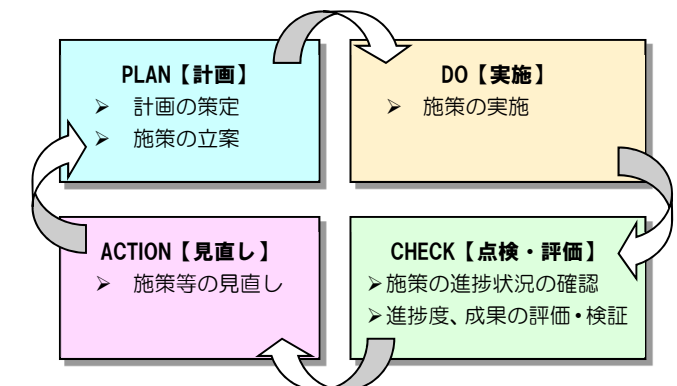 PLAN【計画】
➢ 計画の策定
➢ 施策の立案
DO【実施】
➢ 施策の実施
ACTION【見直し】
➢ 施策等の見直し
CHECK【点検・評価】
➢施策の進捗状況の確認
➢進捗度、成果の評価・検証